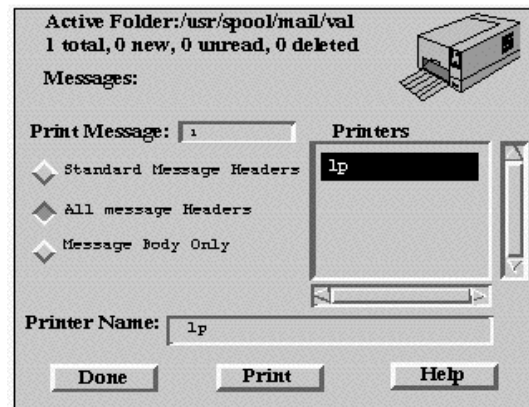 Active Folder:/usr/spool/mail/val
1 total, 0 new, 0 unread, 0 deleted
Messages:
Print Message: 1
Printers
Standard Message Headers
lp
All message Headers
Message Body Only
Printer Name: lp
Done Print Help